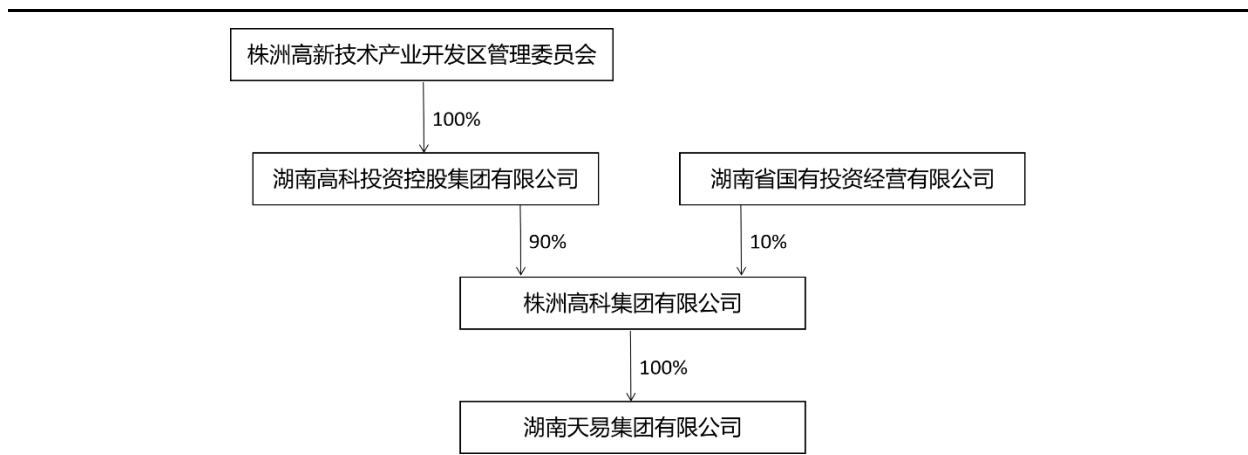 株洲高新技术产业开发区管理委员会
100%
湖南高科投资控股集团有限公司
湖南省国有投资经营有限公司
90%
10%
株洲高科集团有限公司
100%
湖南天易集团有限公司